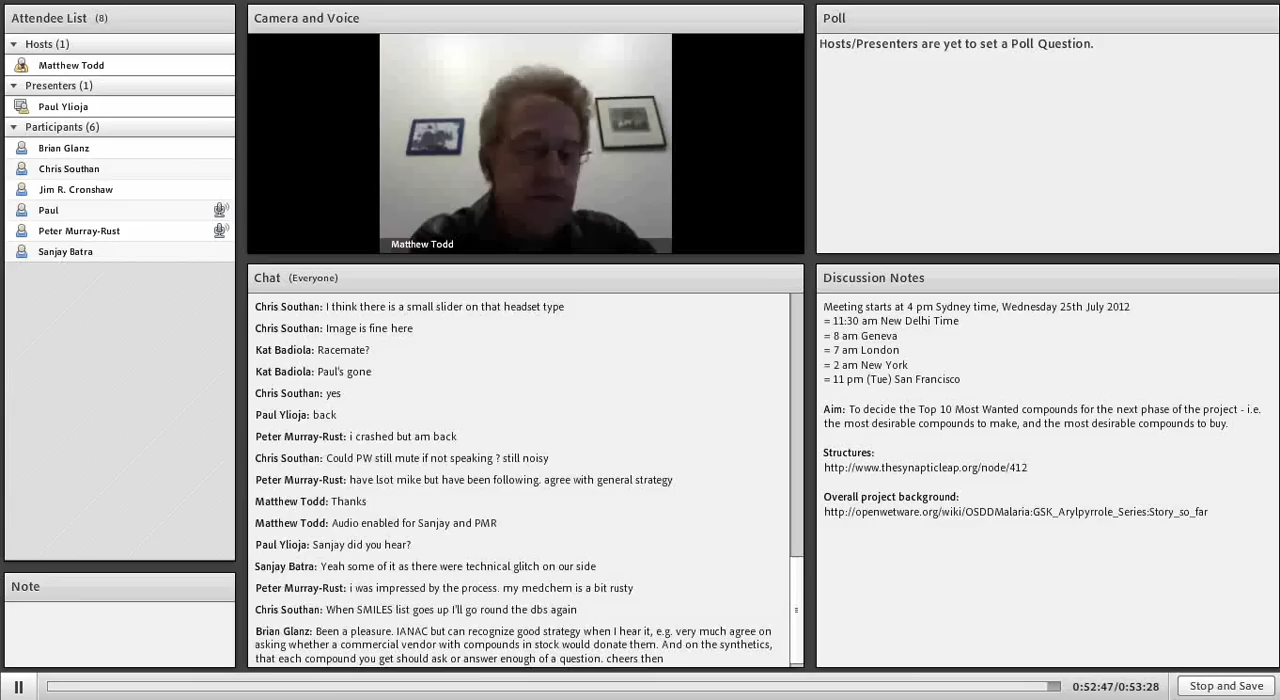 Attendee List (8)
Hosts (1)
Matthew Todd
Presenters (1)
Paul Ylioja
Participants (6)
Brian Glanz
Chris Southan
Jim R. Cronshaw
Paul
Peter Murray-Rust
Sanjay Batra
Note
Camera and Voice
Matthew Todd
Chat (Everyone)
Chris Southan: I think there is a small slider on that headset type
Chris Southan: Image is fine here
Kat Badiola: Racemate?
Kat Badiola: Paul's gone
Chris Southan: yes
Paul Ylioja: back
Peter Murray-Rust: i crashed but am back
Chris Southan: Could PW still mute if not speaking ? still noisy
Peter Murray-Rust: have lsot mike but have been following. agree with general strategy
Matthew Todd: Thanks
Matthew Todd: Audio enabled for Sanjay and PMR
Paul Ylioja: Sanjay did you hear?
Sanjay Batra: Yeah some of it as there were technical glitch on our side
Peter Murray-Rust: i was impressed by the process. my medchem is a bit rusty
Chris Southan: When SMILES list goes up I'll go round the dbs again
Brian Glanz: Been a pleasure. IANAC but can recognize good strategy when I hear it, e.g. very much agree on
asking whether a commercial vendor with compounds in stock would donate them. And on the synthetics,
that each compound you get should ask or answer enough of a question. cheers then
Poll
Hosts/Presenters are yet to set a Poll Question.
Discussion Notes
Meeting starts at 4 pm Sydney time, Wednesday 25th July 2012
= 11:30 am New Delhi Time
= 8 am Geneva
= 7 am London
= 2 am New York
= 11 pm (Tue) San Francisco
Aim: To decide the Top 10 Most Wanted compounds for the next phase of the project - i.e.
the most desirable compounds to make, and the most desirable compounds to buy.
Structures:
http://www.thesynapticleap.org/node/412
Overall project background:
http://openwetware.org/wiki/OSDDMalaria:GSK_Arylpyrrole_Series:Story_so_far
0:52:47/0:53:28
Stop and Save